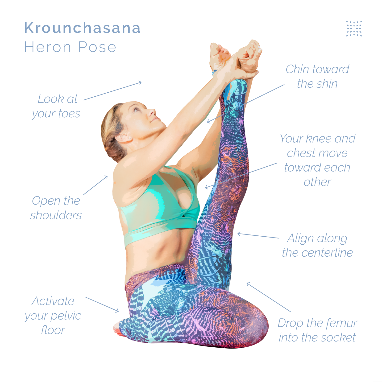 Krounchasana
Heron Pose
Chin toward
the shin
Look at
your toes
Your knee and
chest move
toward each
other
Open the
shoulders
Align along
the centerline
Activate
your pelvic
floor
Drop the femur
into the socket